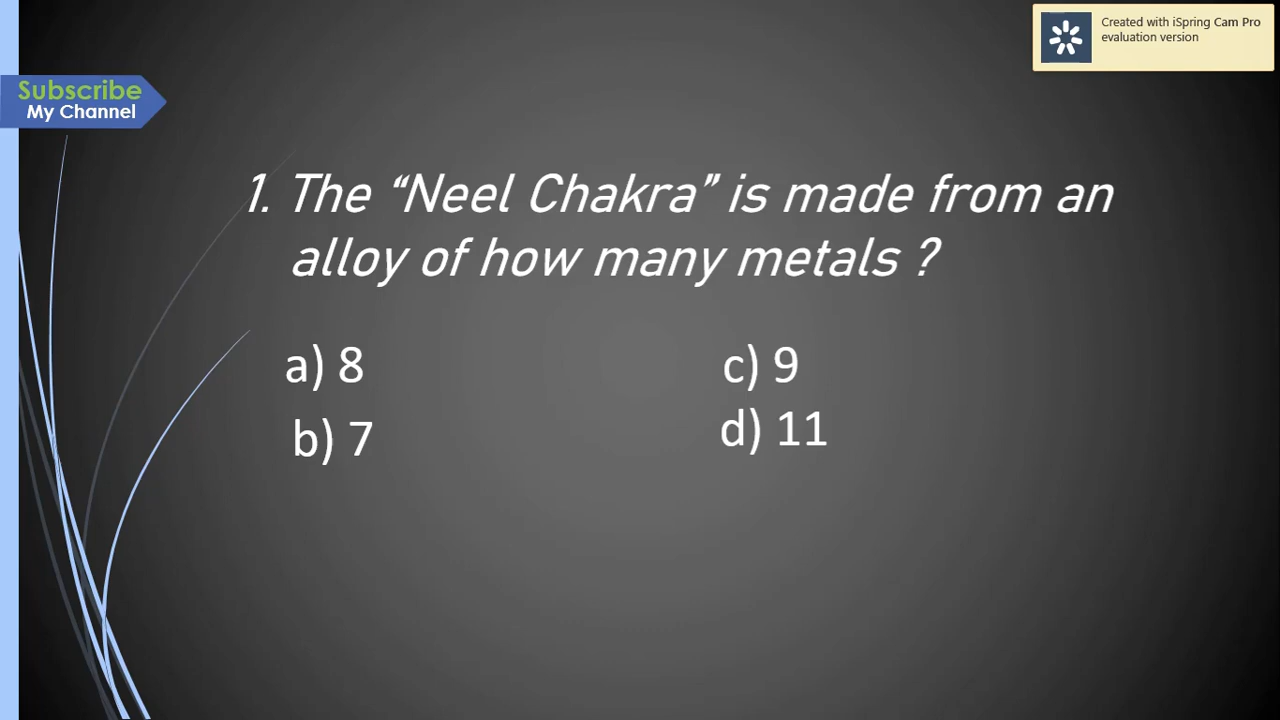 Created with iSpring Cam Pro
evaluation version
Subscribe
My Channel
1. The “Neel Chakra” is made from an
alloy of how many metals ?
a) 8
b) 7
c) 9
d) 11